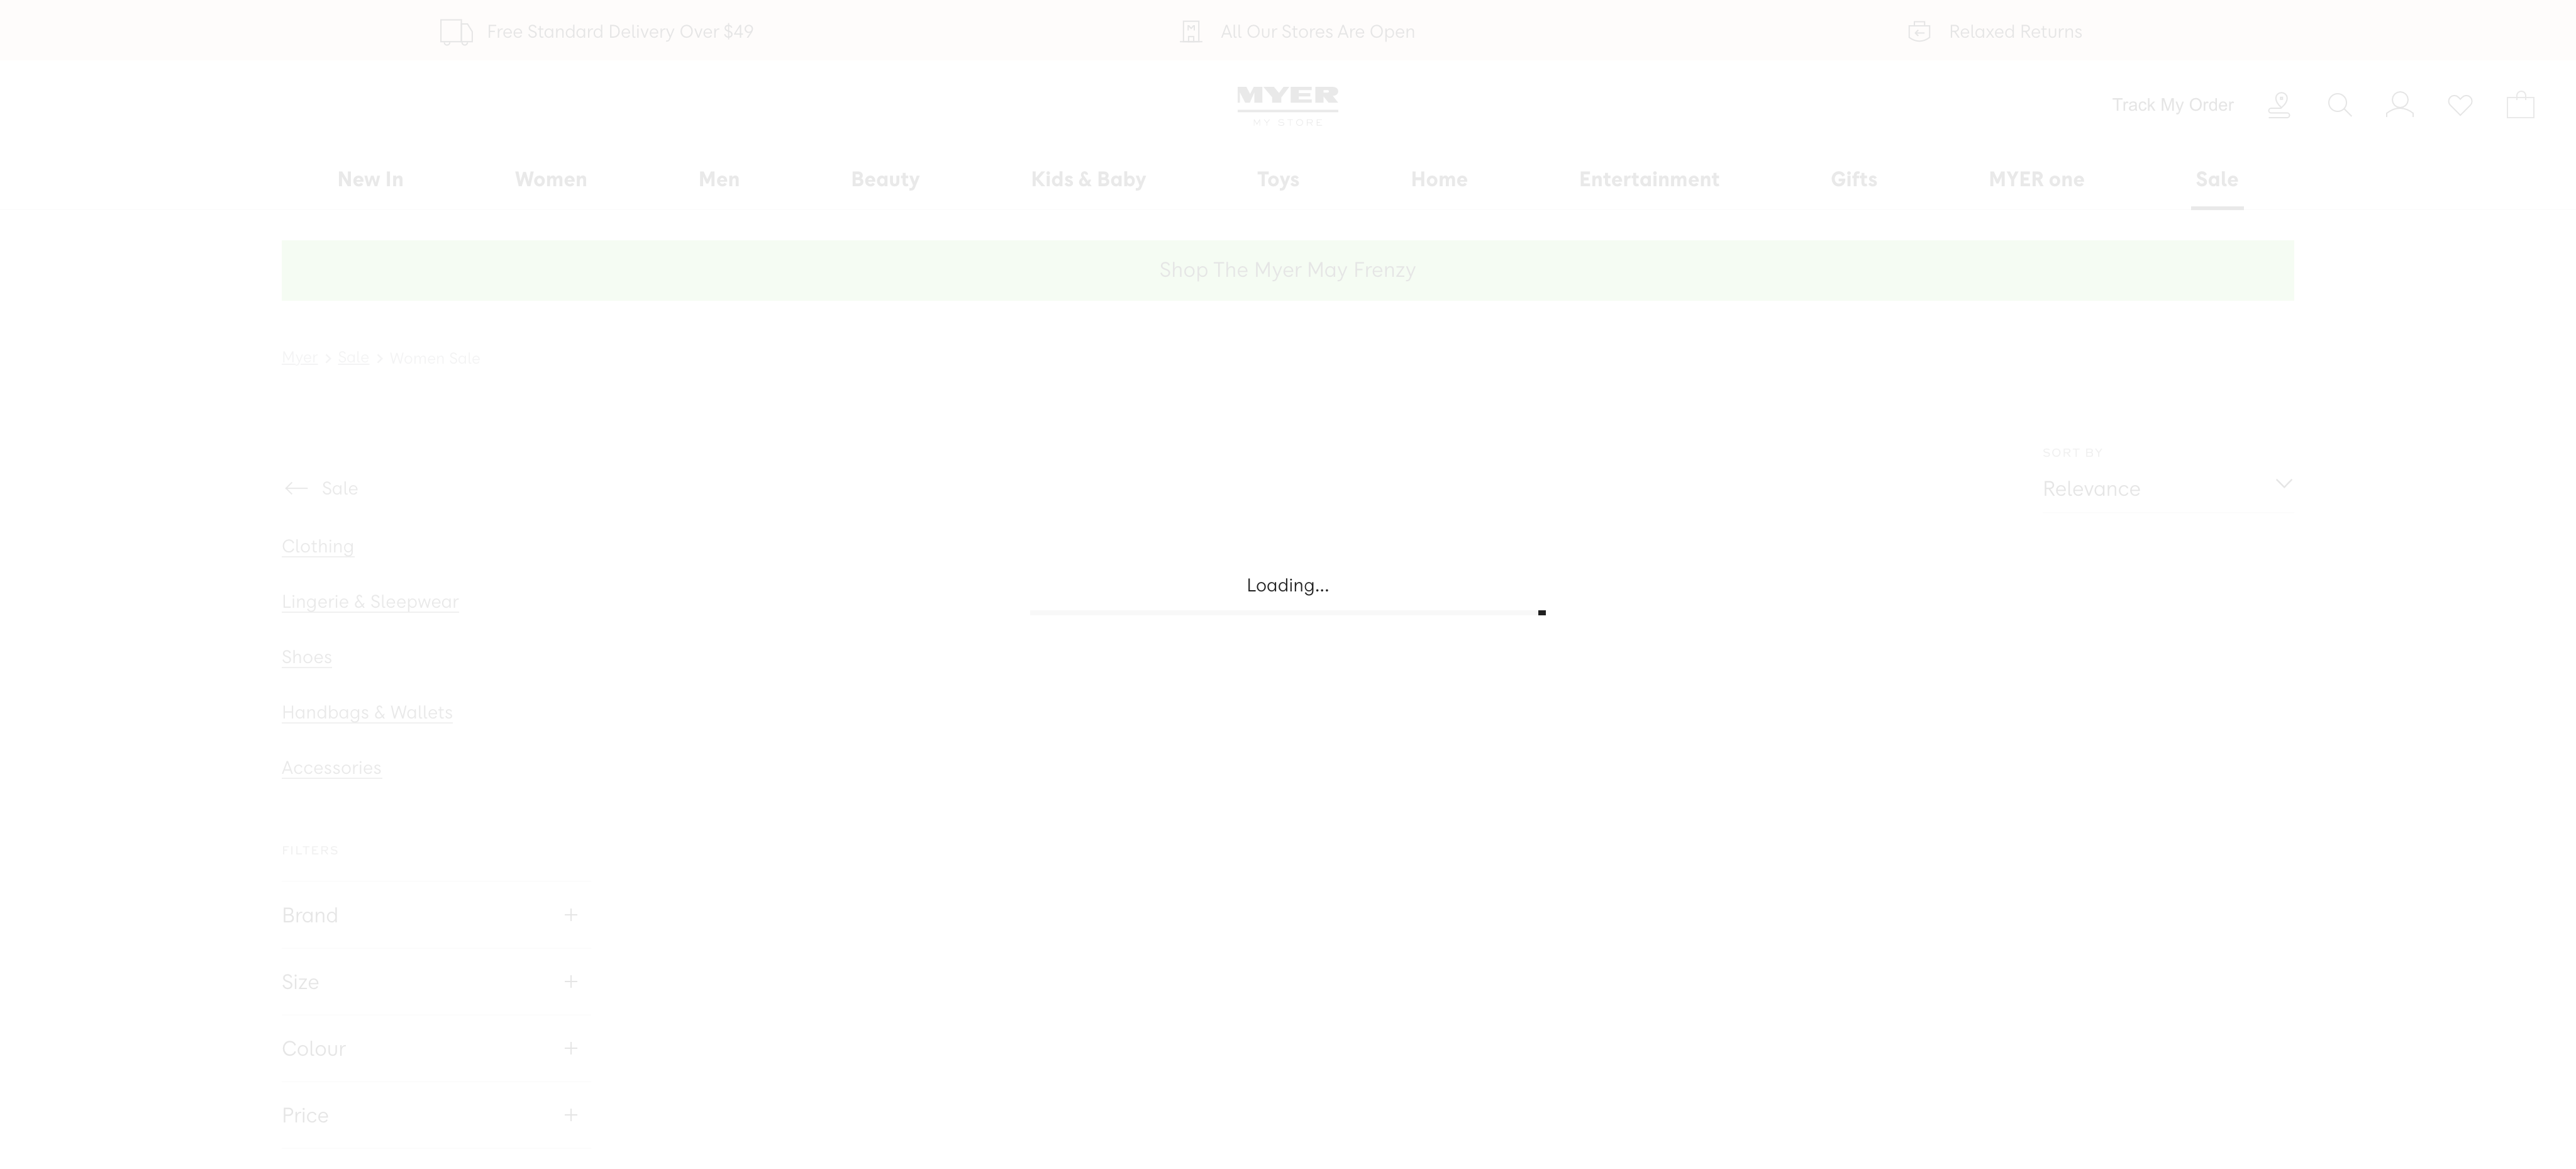 Free Standard Delivery Over $49
All Our Stores Are Open
Relaxed Returns
MYER
MY STORE
Track My Order
New In
Women
Men
Beauty
Kids & Baby
Toys
Home
Entertainment
Gifts
MYER one
Sale
Shop The Myer May Frenzy
Myer > Sale > Women Sale
SORT BY
Relevance
Sale
Clothing
Lingerie & Sleepwear
Shoes
Handbags & Wallets
Accessories
Loading...
FILTERS
Brand
Size
Colour
Price